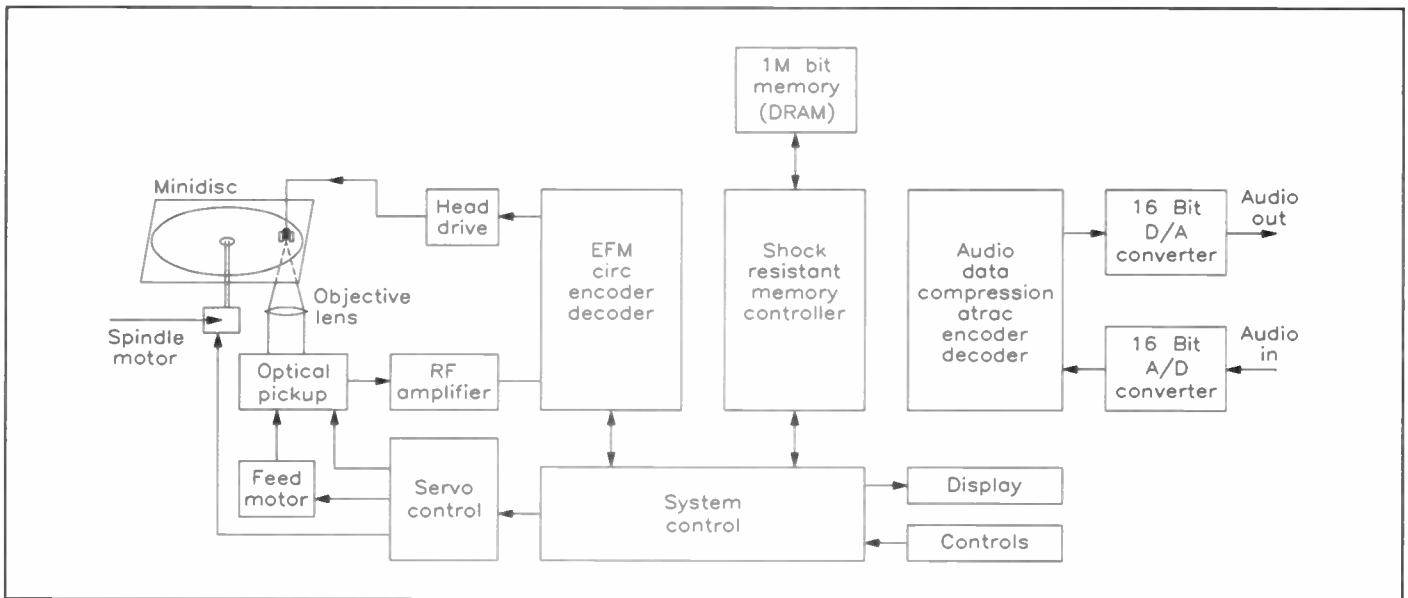 1M bit
memory
(DRAM)
Minidisc
Head
drive
EFM
circ
encoder
decoder
Shock
resistant
memory
controller
Audio
data
compression
atrac
encoder
decoder
16 Bit
D/A
converter
Audio
out
Objective
lens
Spindle
motor
Optical
pickup
RF
amplifier
16 Bit
A/D
converter
Audio
in
Feed
motor
Servo
control
System
control
Display
Controls